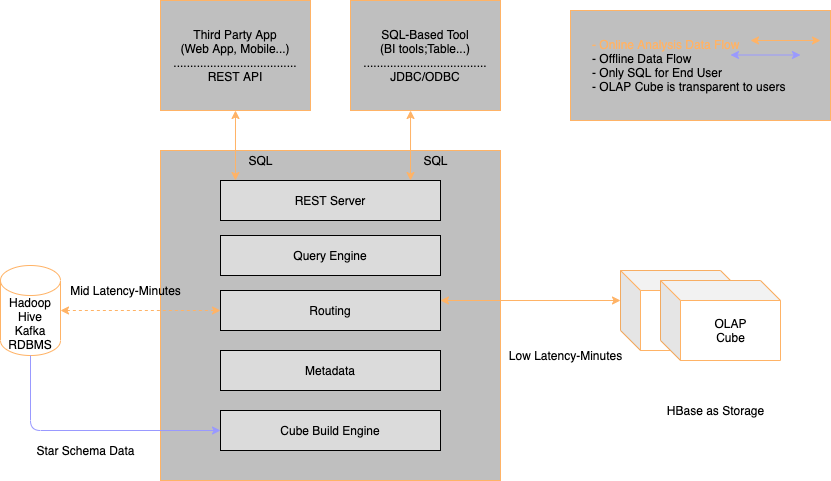 Third Party App
(Web App, Mobile...)
REST API
SQL-Based Tool
(BI tools;Table...)
JDBC/ODBC
- Online Analysis Data Flow
- Offline Data Flow
- Only SQL for End User
- OLAP Cube is transparent to users
SQL
SQL
REST Server
Query Engine
Routing
Metadata
Cube Build Engine
Mid Latency-Minutes
Hadoop
Hive
Kafka
RDBMS
Star Schema Data
Low Latency-Minutes
OLAP
Cube
HBase as Storage